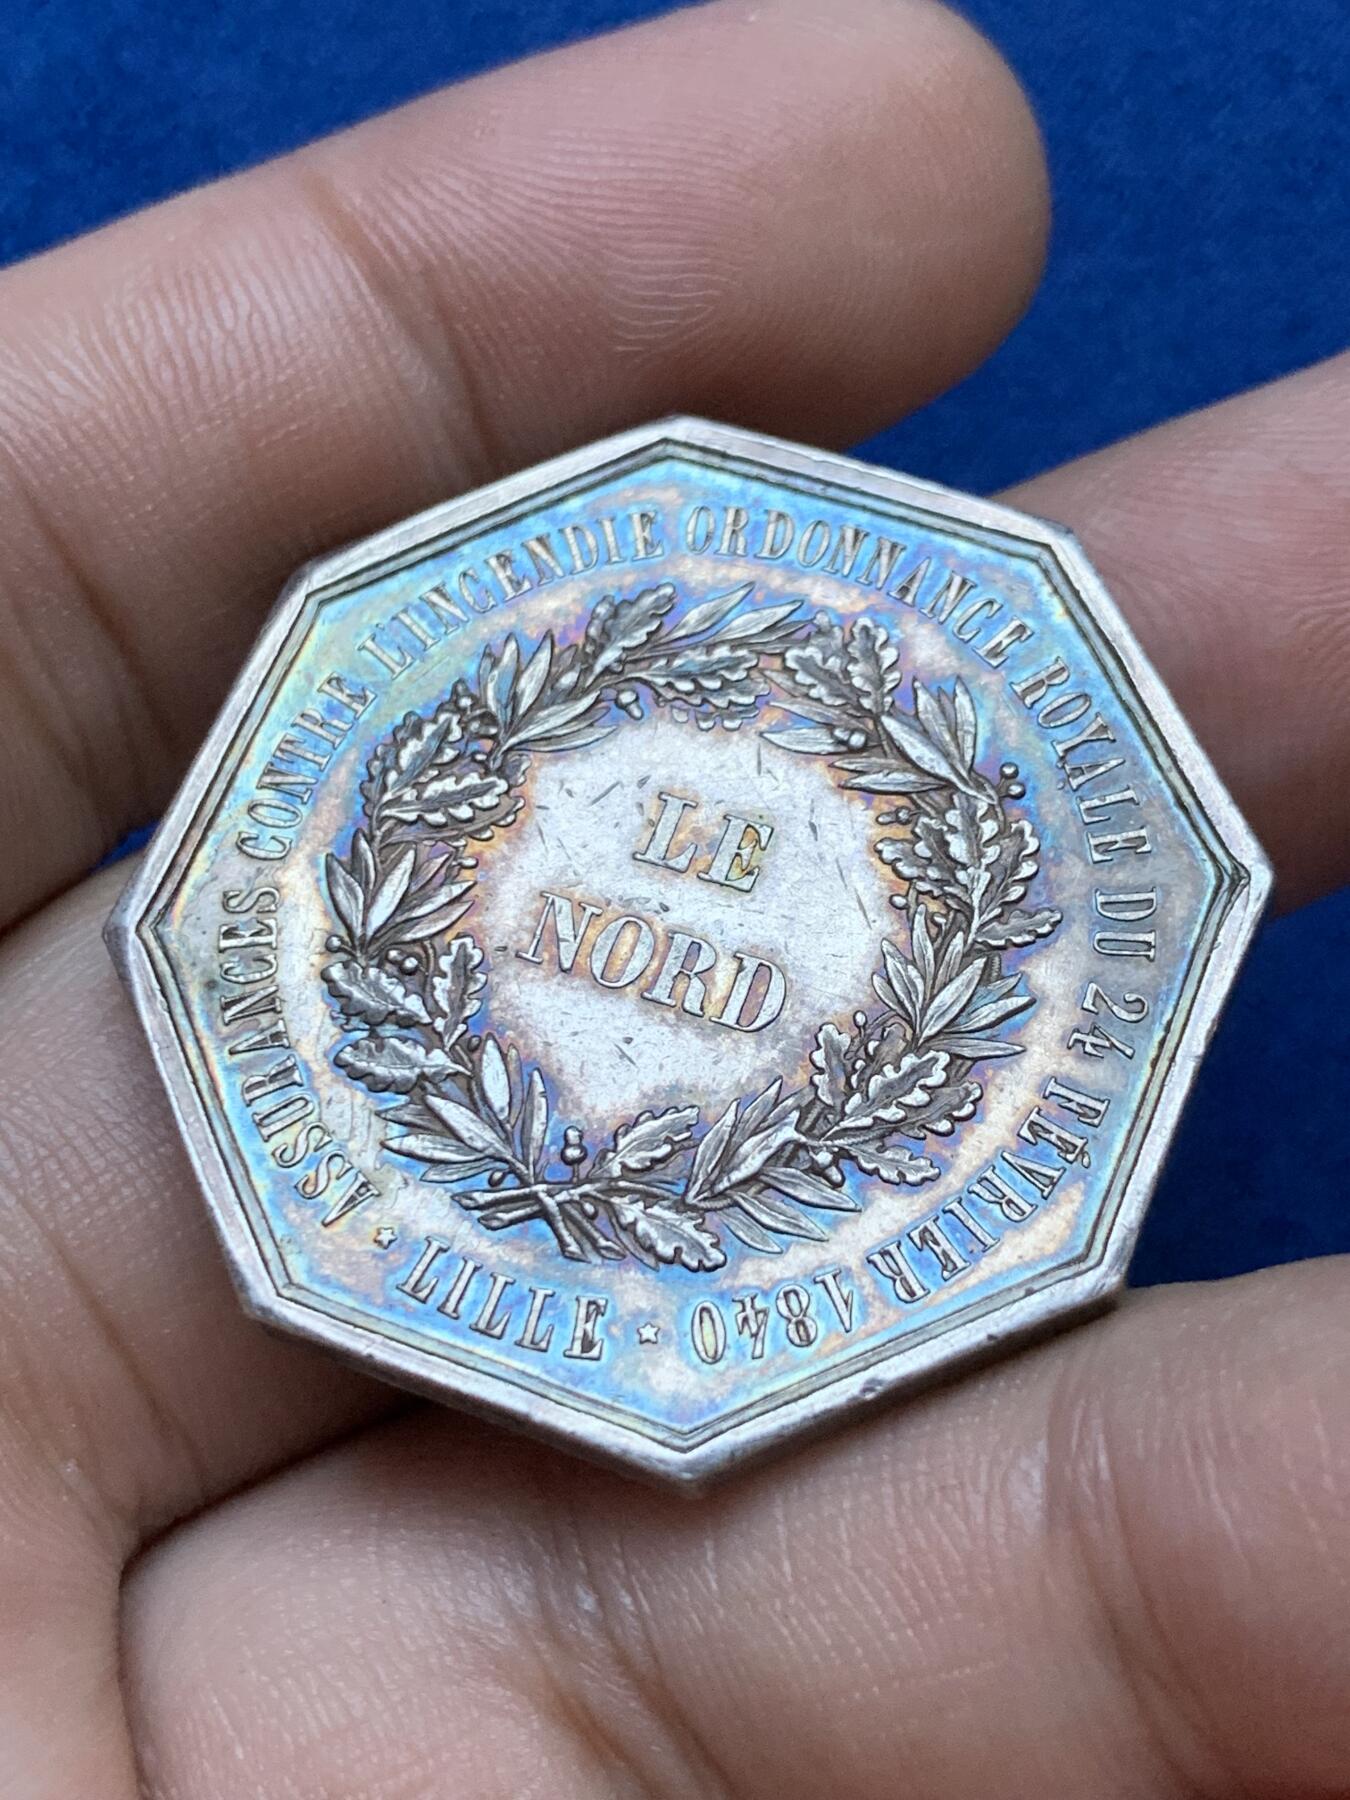 ASSURANCES CONTRE L'INCENDIE ORDONNANCE ROYALE DU 24 FÉVRIER 1840
LE
NORD
LILLE